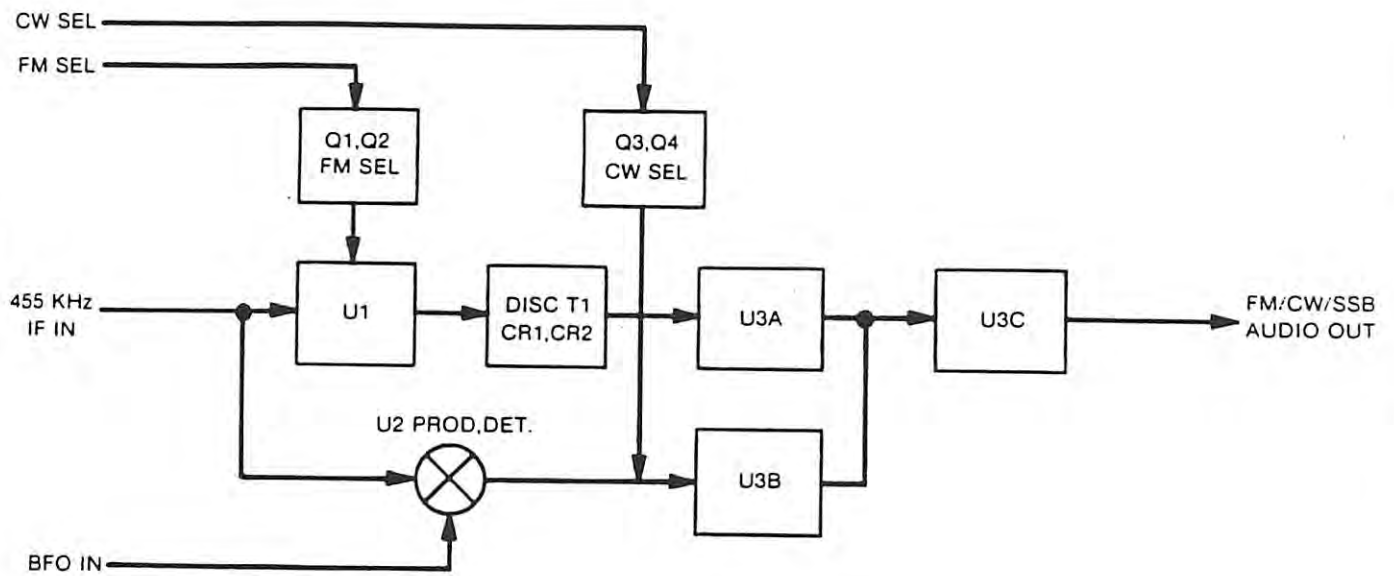 CW SEL
FM SEL
Q1,Q2
FM SEL
Q3,Q4
CW SEL
455 KHz
IF IN
U1
DISC T1
CR1,CR2
U3A
U3C
FM/CW/SSB
AUDIO OUT
U2 PROD,DET.
U3B
BFO IN